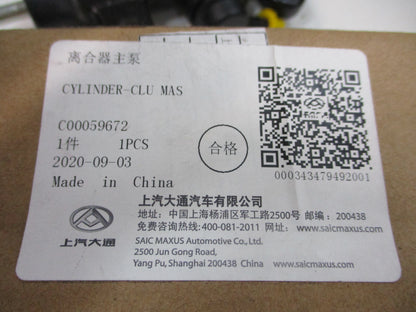 离合器主泵
CYLINDER-CLU MAS
C00059672
1件 1PCS
2020-09-03
合格
000343479492001
Made in China
上汽大通汽车有限公司
地址: 中国上海杨浦区军工路2500号 邮编: 200438
免费咨询热线:400-081-2011 网址: www.saicmaxus.com
上汽大通
SAIC MAXUS Automotive Co., Ltd.
2500 Jun Gong Road,
Yang Pu, Shanghai 200438 China http://www.saicmaxus.com